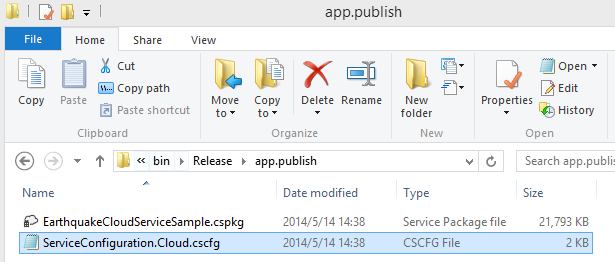 app.publish
File Home Share View
Copy Paste Cut Copy path Paste shortcut Move to Copy to Delete Rename New folder Properties Open Edit History
Clipboard Organize New Open
« bin Release app.publish Search app.publis
Name Date modified Type Size
EarthquakeCloudServiceSample.cspkg 2014/5/14 14:38 Service Package file 21,793 KB
ServiceConfiguration.Cloud.cscfg 2014/5/14 14:38 CSCFG File 2 KB